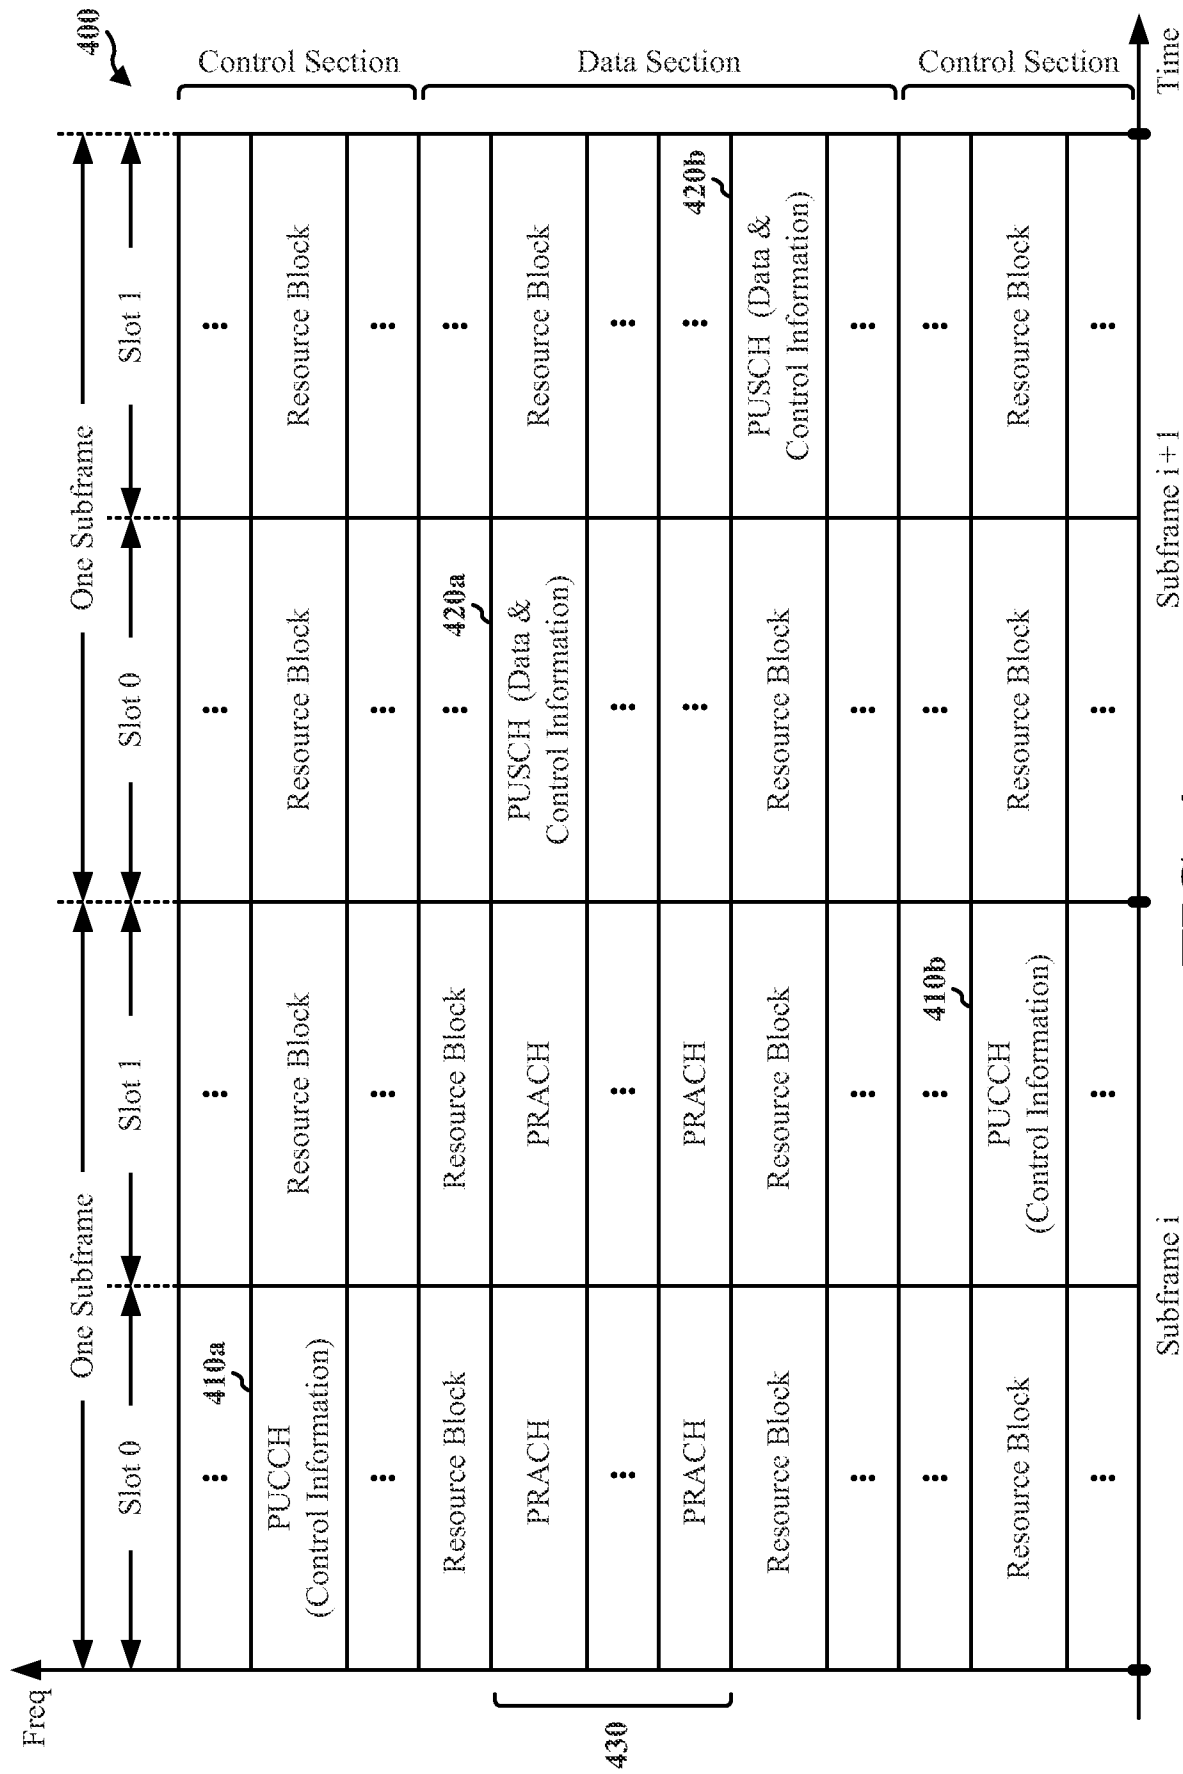 400
One Subframe
One Subframe
Slot 0
Slot 1
Slot 0
Slot 1
Freq
Control Section
Data Section
Control Section
...
...
...
...
410a
PUCCH
(Control Information)
Resource Block
Resource Block
Resource Block
...
...
...
...
Resource Block
Resource Block
...
...
420a
PRACH
PRACH
PUSCH (Data &
Control Information)
Resource Block
430
...
...
...
...
PRACH
PRACH
...
...
420b
Resource Block
Resource Block
Resource Block
PUSCH (Data &
Control Information)
...
...
...
...
...
...
...
...
410b
Resource Block
PUCCH
(Control Information)
Resource Block
Resource Block
...
...
...
...
Subframe i
Subframe i+1
Time